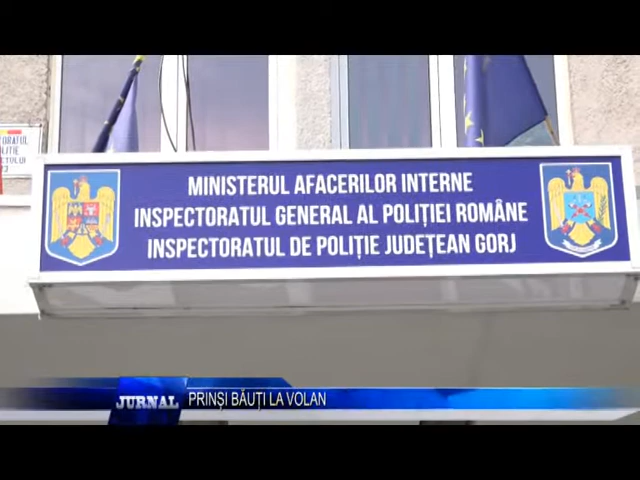 MINISTERUL AFACERILOR INTERNE
INSPECTORATUL GENERAL AL POLIȚIEI ROMÂNE
INSPECTORATUL DE POLIȚIE JUDEȚEAN GORJ
JURNAL
PRINȘI BĂUȚI LA VOLAN